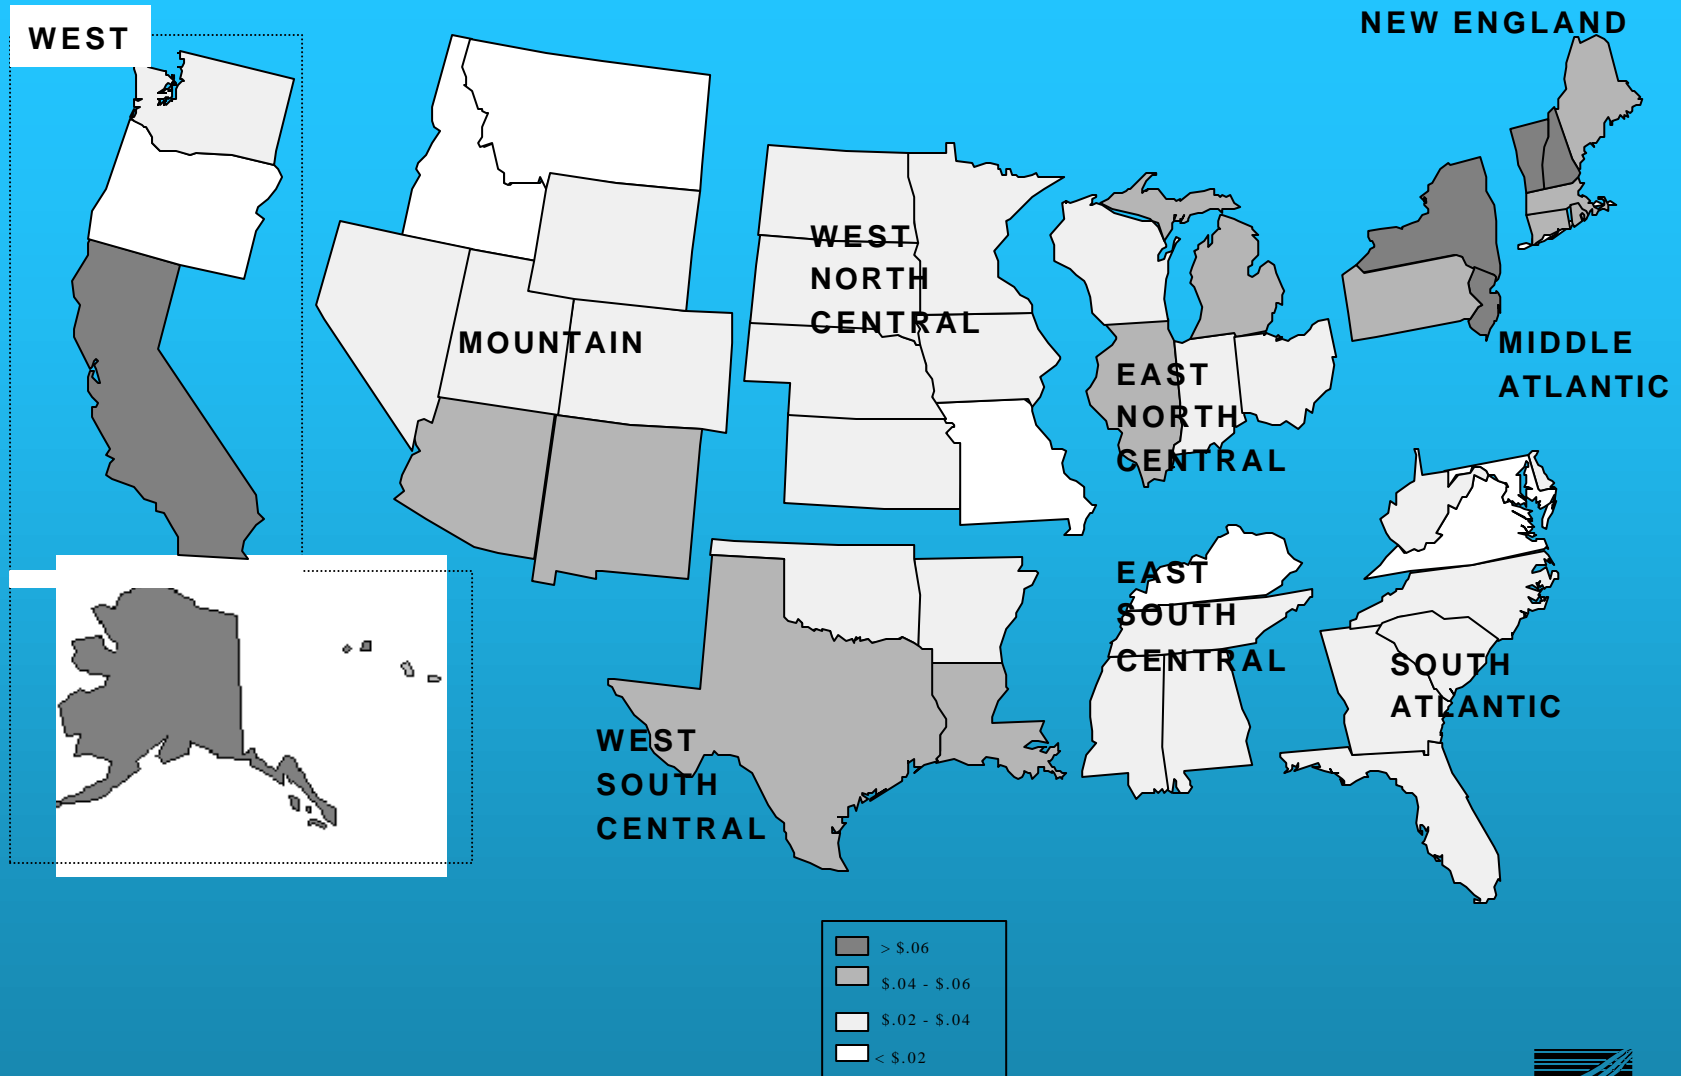 NEW ENGLAND
WEST
WEST
NORTH
CENTRAL
MOUNTAIN
MIDDLE
ATLANTIC
EAST
NORTH
CENTRAL
EAST
SOUTH
CENTRAL
SOUTH
ATLANTIC
WEST
SOUTH
CENTRAL
> $.06
$.04 - $.06
$.02 - $.04
< $.02